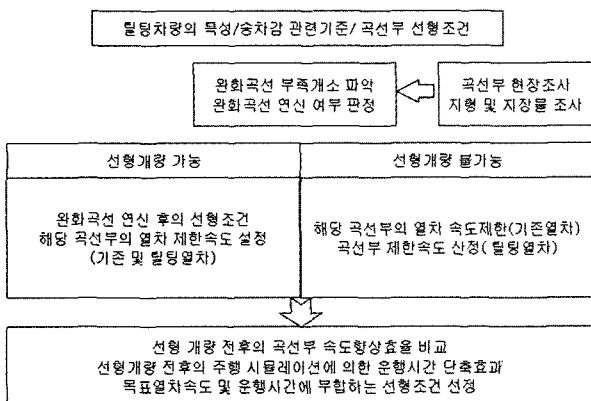 틸팅차량의 특성/승차감 관련기준/ 곡선부 선형조건
완화곡선 부족개소 파악
완화곡선 연신 여부 판정
곡선부 현장조사
지형 및 지장물 조사
선형개량 가능
선형개량 불가능
완화곡선 연신 후의 선형조건
해당 곡선부의 열차 제한속도 설정
(기존 및 틸팅열차)
해당 곡선부의 열차 속도제한(기존열차)
곡선부 제한속도 산정( 틸팅열차)
선형 개량 전후의 곡선부 속도향상효율 비교
선형개량 전후의 주행 시뮬레이션에 의한 운행시간 단축효과
목표열차속도 및 운행시간에 부합하는 선형조건 선정